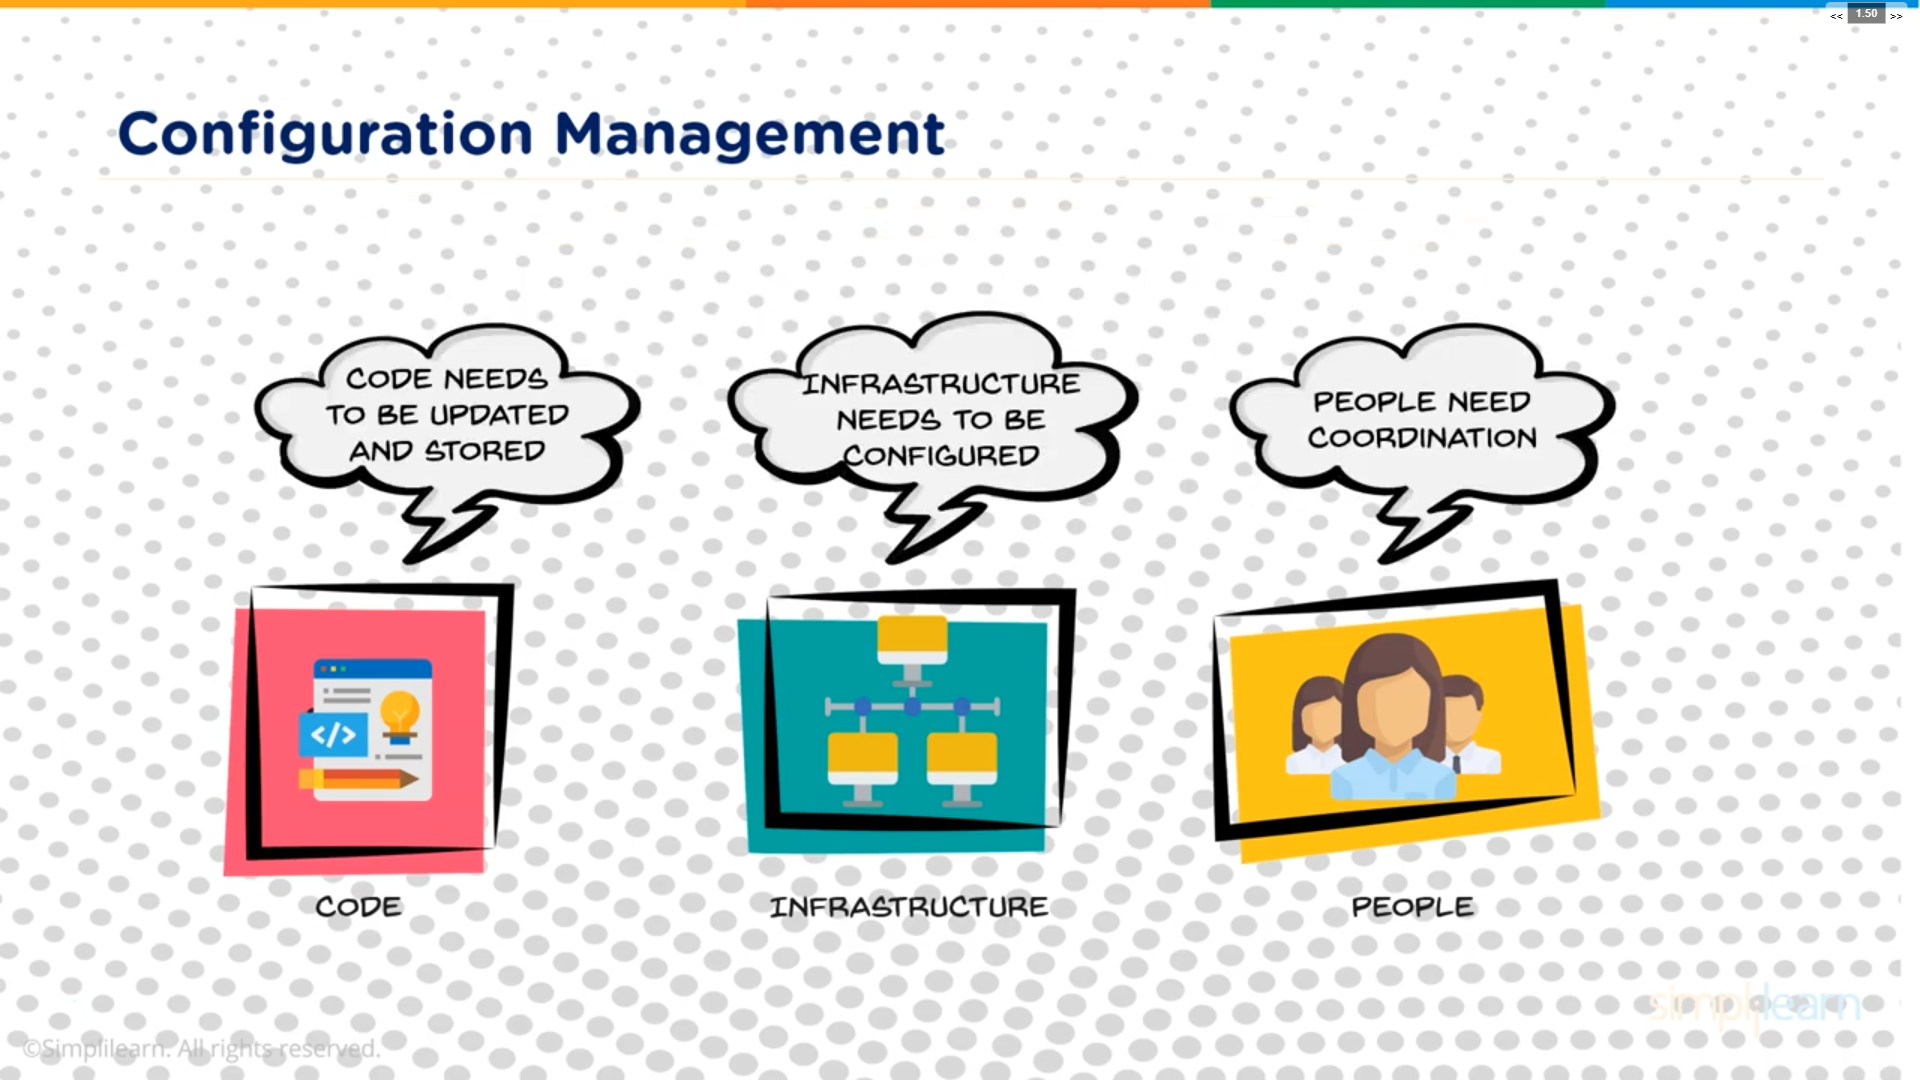 << 1.50 >>
Configuration Management
CODE NEEDS
TO BE UPDATED
AND STORED
INFRASTRUCTURE
NEEDS TO BE
CONFIGURED
PEOPLE NEED
COORDINATION
</>
CODE
INFRASTRUCTURE
PEOPLE
simplilearn
©Simplilearn. All rights reserved.